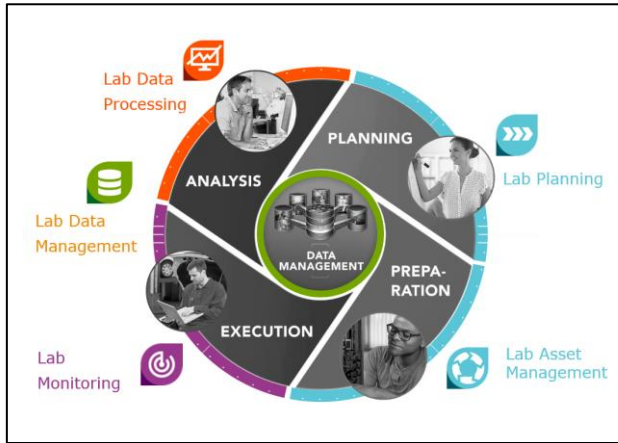 Lab Data
Processing
PLANNING
Lab Planning
ANALYSIS
Lab Data
Management
DATA
MANAGEMENT
PREPA-
RATION
EXECUTION
Lab
Monitoring
Lab Asset
Management